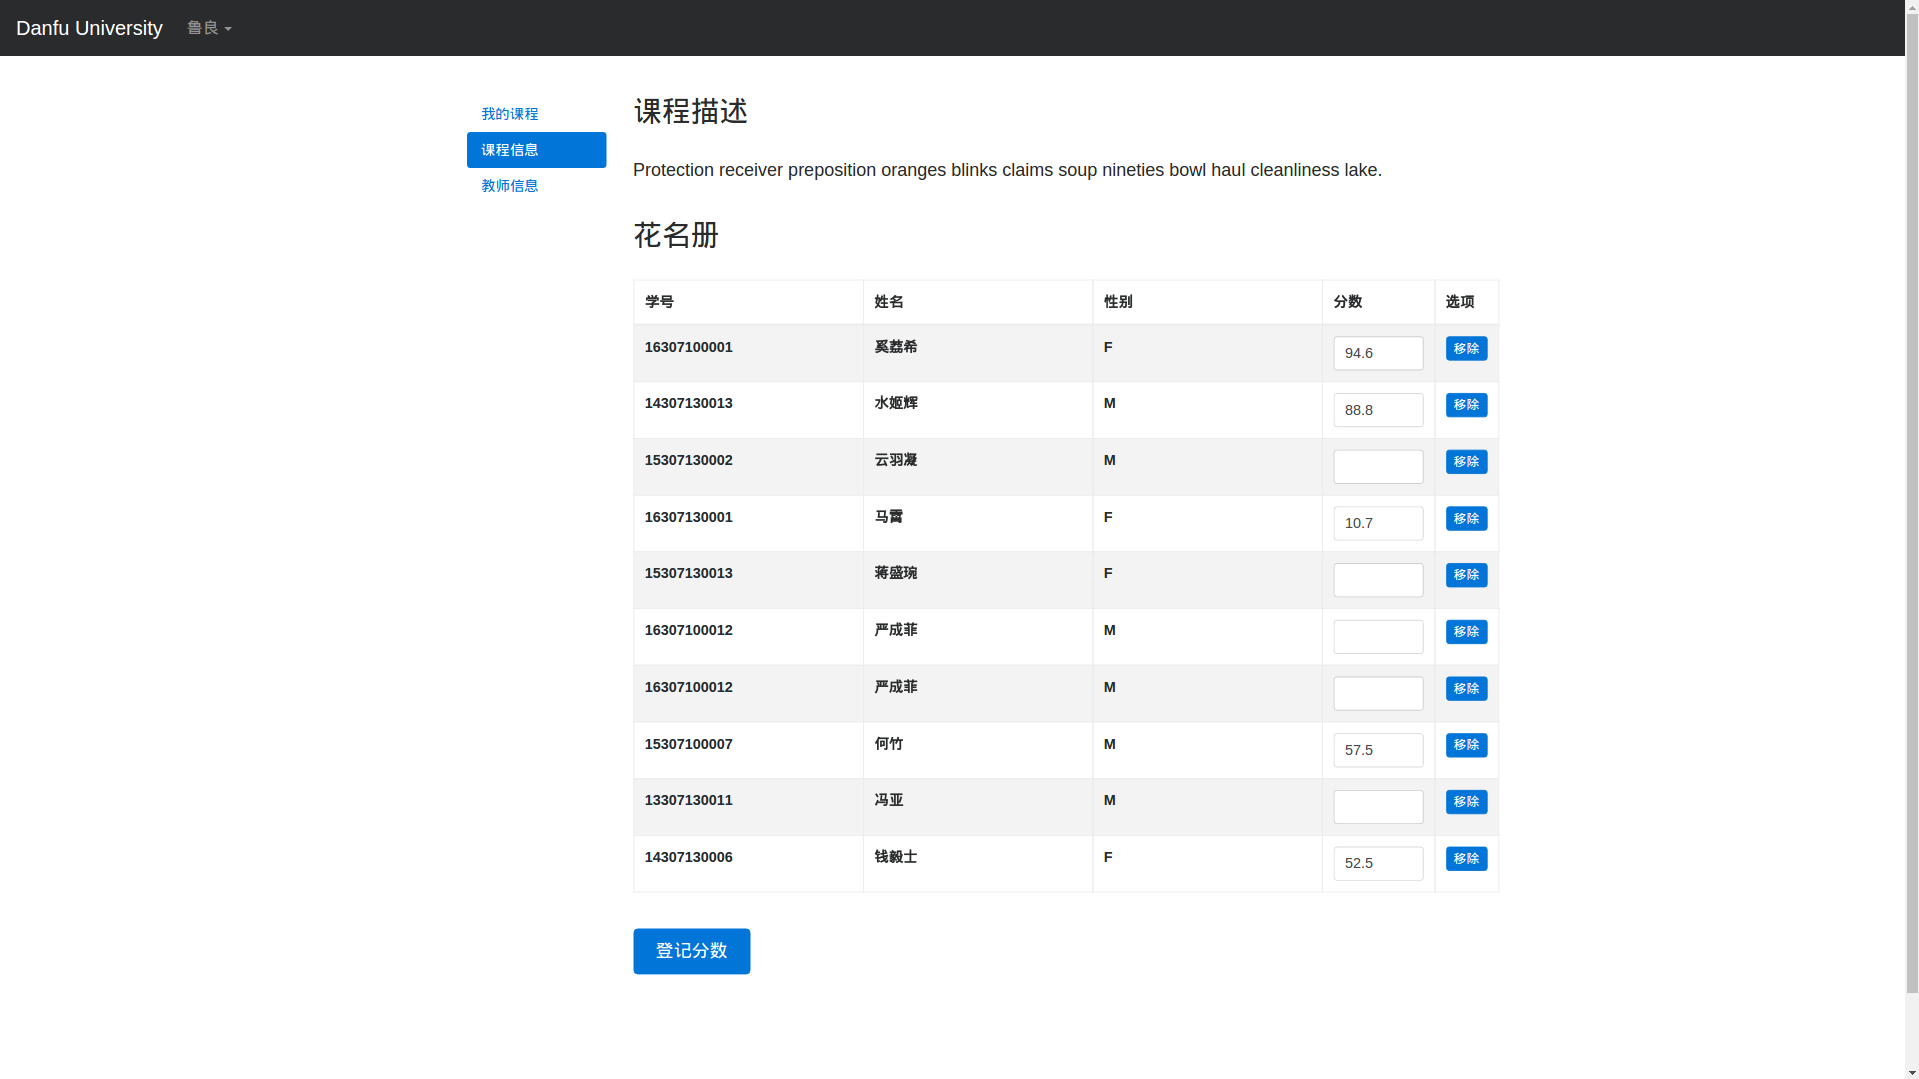 Danfu University 鲁良
我的课程
课程信息
教师信息
课程描述
Protection receiver preposition oranges blinks claims soup nineties bowl haul cleanliness lake.
花名册
学号 姓名 性别 分数 选项
16307100001 奚荔希 F 94.6 移除
14307130013 水姬辉 M 88.8 移除
15307130002 云羽凝 M 移除
16307130001 马霄 F 10.7 移除
15307130013 蒋盛琬 F 移除
16307100012 严成菲 M 移除
16307100012 严成菲 M 移除
15307100007 何竹 M 57.5 移除
13307130011 冯亚 M 移除
14307130006 钱毅士 F 52.5 移除
登记分数